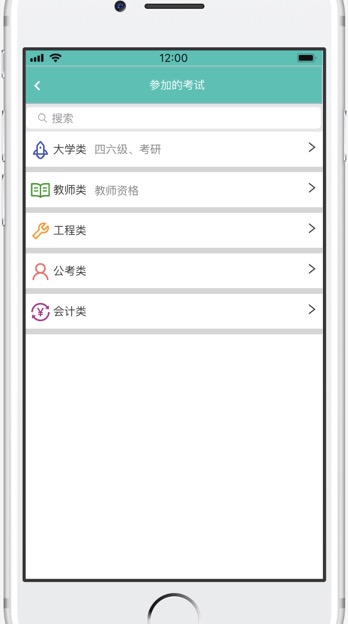 12:00
参加的考试
搜索
大学类 四六级、考研
教师类 教师资格
工程类
公考类
会计类